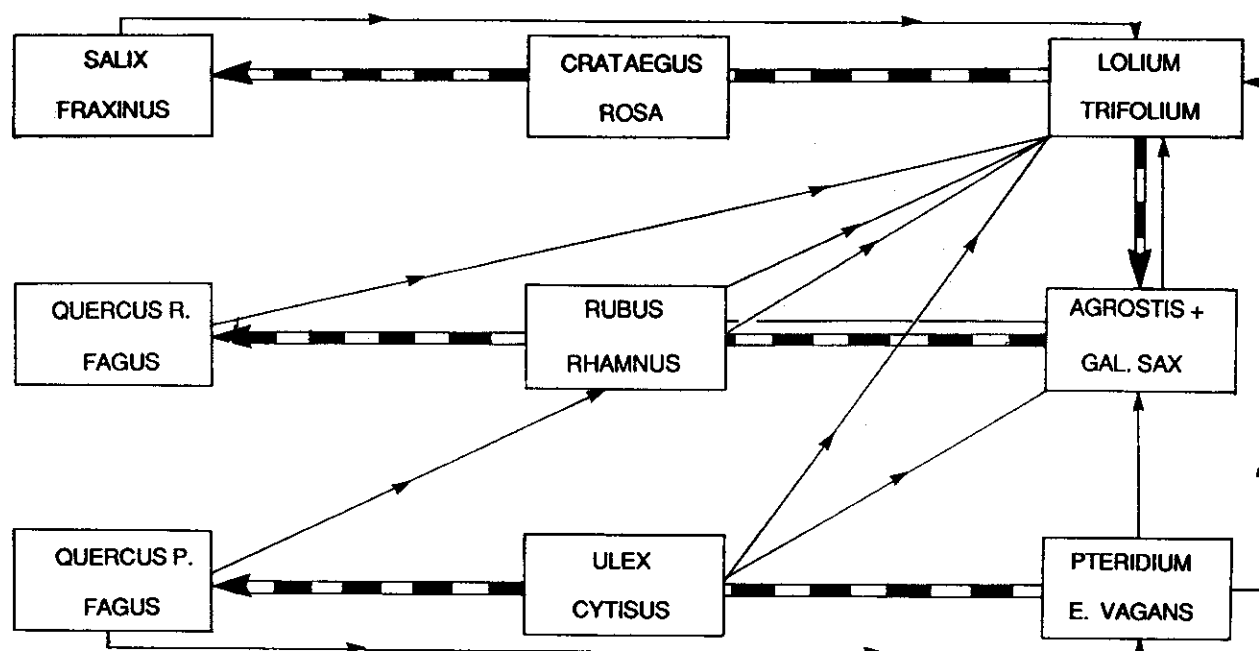 SALIX
FRAXINUS
CRATAEGUS
ROSA
LOLIUM
TRIFOLIUM
QUERCUS R.
FAGUS
RUBUS
RHAMNUS
AGROSTIS +
GAL. SAX
QUERCUS P.
FAGUS
ULEX
CYTISUS
PTERIDIUM
E. VAGANS